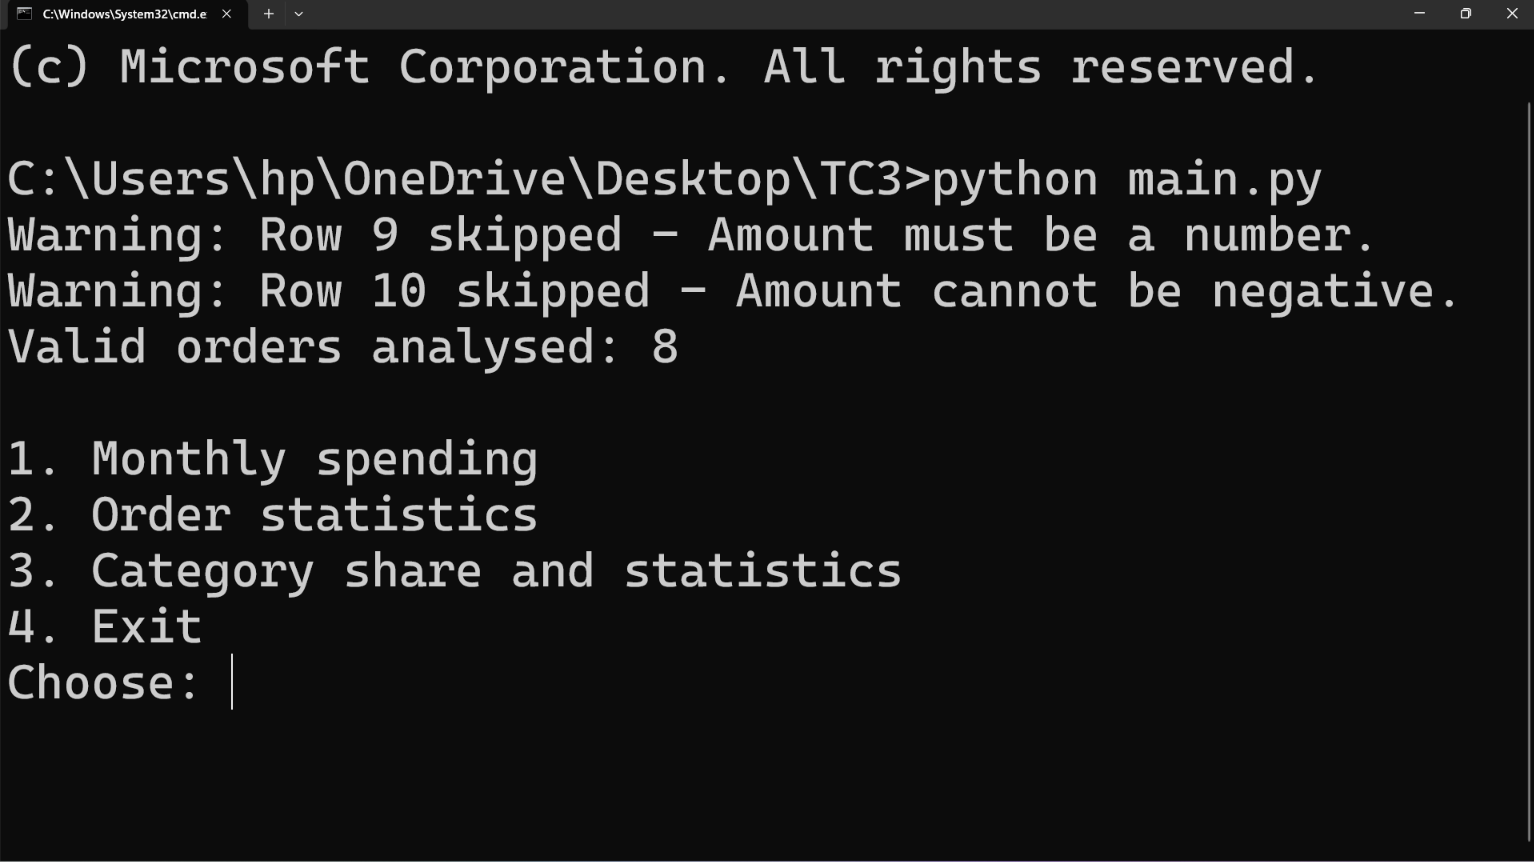 C:\Windows\System32\cmd.e
(c) Microsoft Corporation. All rights reserved.
C:\Users\hp\OneDrive\Desktop\TC3>python main.py
Warning: Row 9 skipped - Amount must be a number.
Warning: Row 10 skipped - Amount cannot be negative.
Valid orders analysed: 8
1. Monthly spending
2. Order statistics
3. Category share and statistics
4. Exit
Choose: